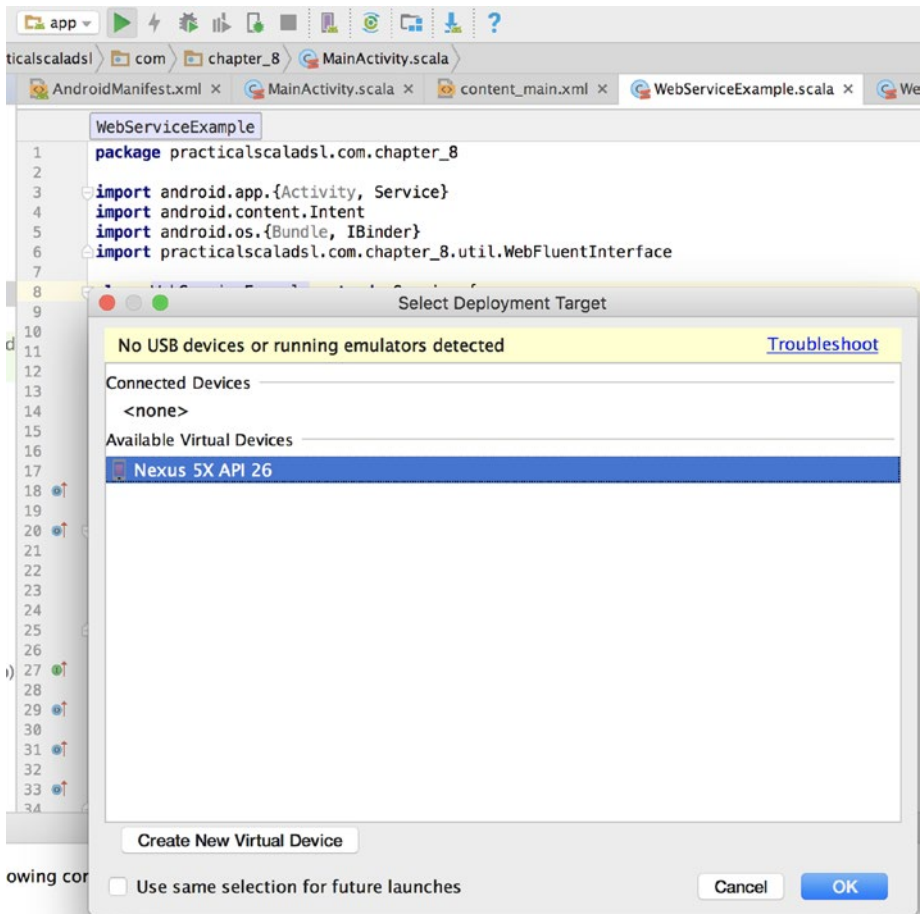 app
?
ticalscaladsl com chapter_8 MainActivity.scala
AndroidManifest.xml × MainActivity.scala × content_main.xml × WebServiceExample.scala × We
WebServiceExample
1 package practicalscaladsl.com.chapter_8
2
3 import android.app.{Activity, Service}
4 import android.content.Intent
5 import android.os.{Bundle, IBinder}
6 import practicalscaladsl.com.chapter_8.util.WebFluentInterface
7
8
Select Deployment Target
9
10
d 11
12
13
14
15
16
17
18
19
20
21
22
23
24
25
26
) 27
28
29
30
31
32
33
34
No USB devices or running emulators detected Troubleshoot
Connected Devices
<none>
Available Virtual Devices
Nexus 5X API 26
Create New Virtual Device
owing cor
Use same selection for future launches Cancel OK